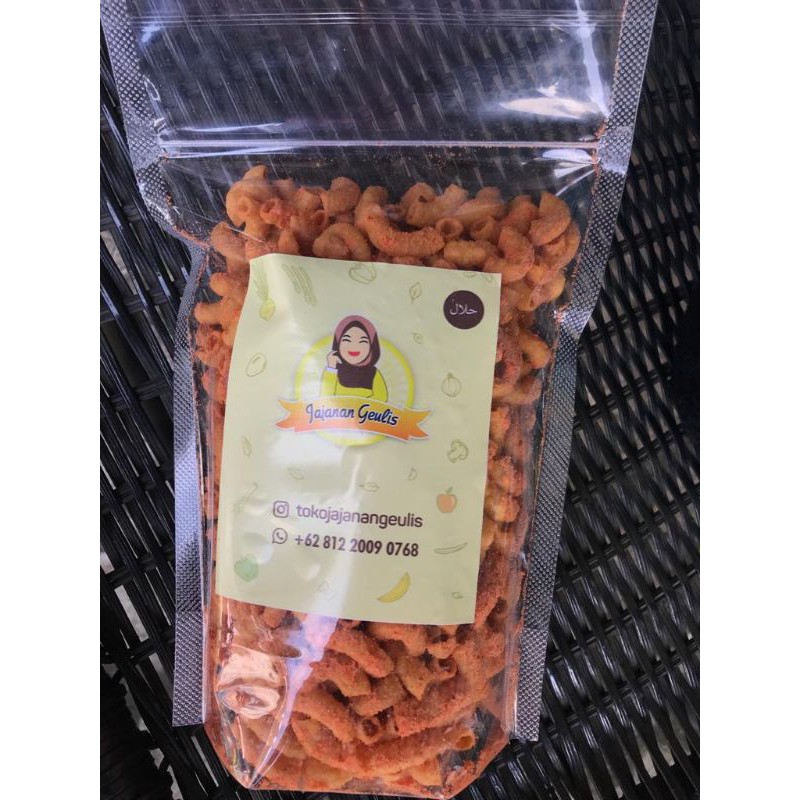 حلال
Jajanan Geulis
tokojajanangeulis
+62 812 2009 0768